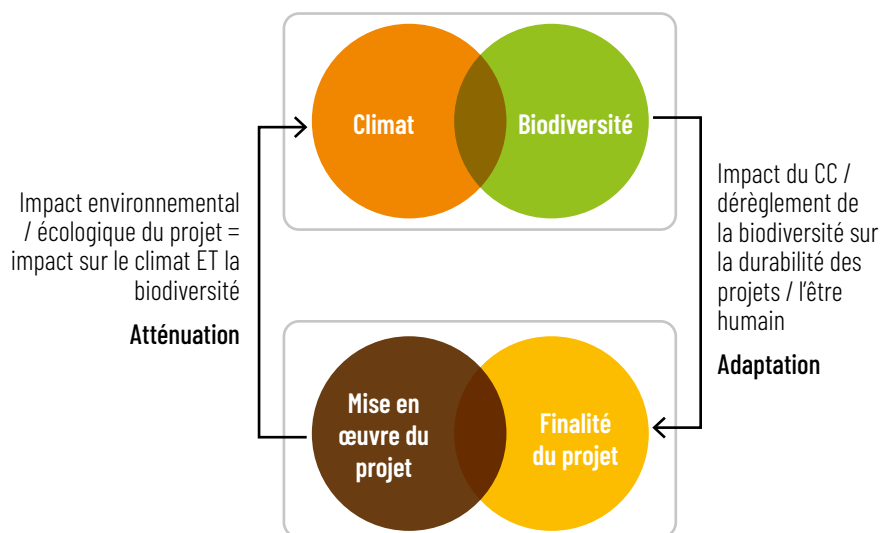 Climat
Biodiversité
Impact environnemental
/ écologique du projet =
impact sur le climat ET la
biodiversité
Atténuation
Impact du CC /
dérèglement de
la biodiversité sur
la durabilité des
projets / l'être
humain
Adaptation
Mise en
œuvre du
projet
Finalité
du projet